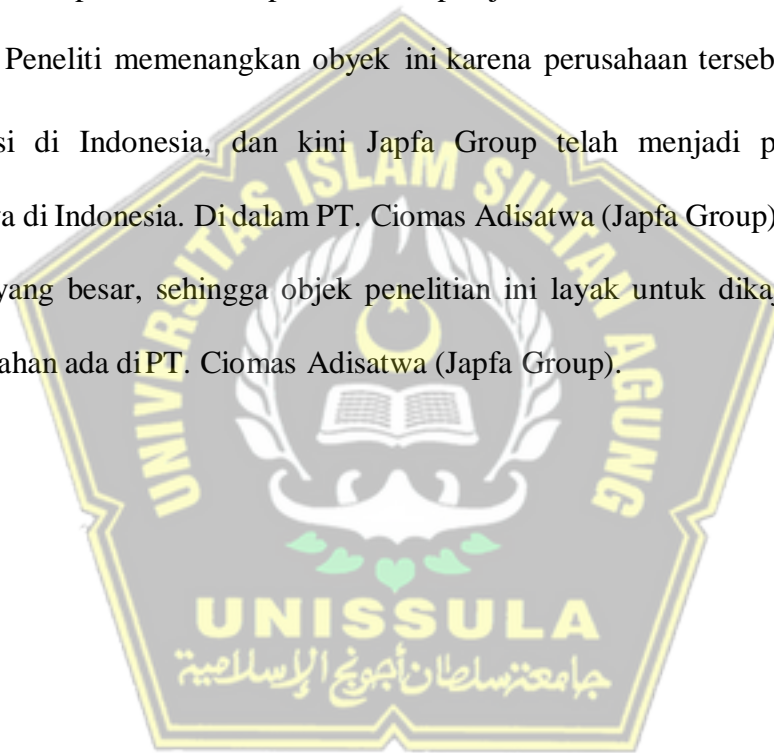 Peneliti memenangkan obyek ini karena perusahaan terseb
si di Indonesia, dan kini Japfa Group telah menjadi p
a di Indonesia. Di dalam PT. Ciomas Adisatwa (Japfa Group)
yang besar, sehingga objek penelitian ini layak untuk dika
ahan ada di PT. Ciomas Adisatwa (Japfa Group).
UNIVERSITAS ISLAM SULTAN AGUNG
UNISSULA
جامعة سلطان أجونج الإسلامية